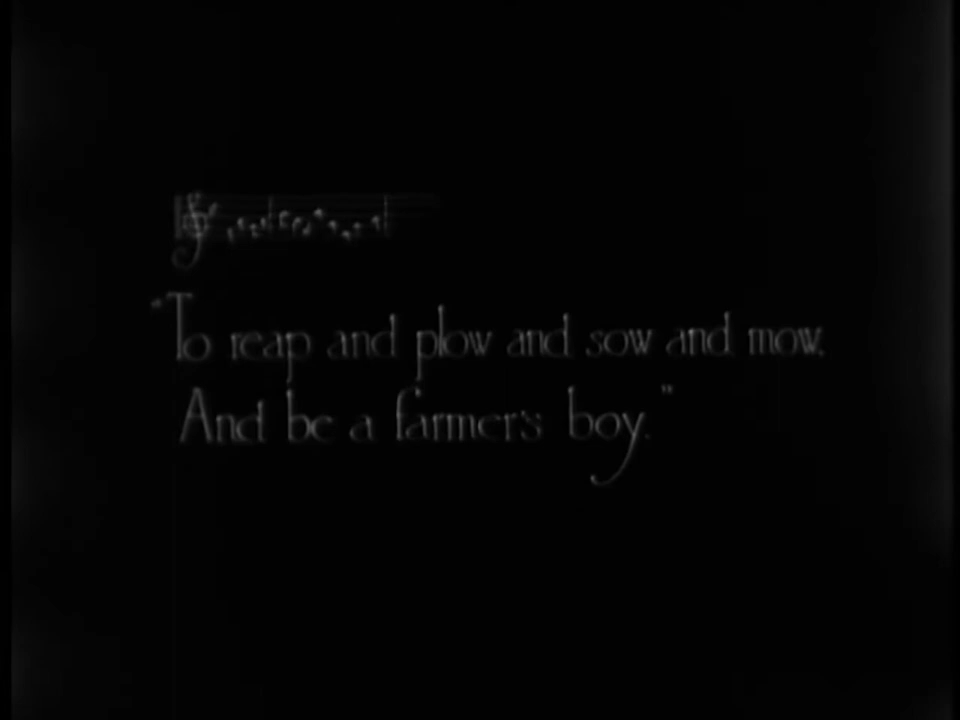 "To reap and plow and sow and mow,
And be a farmer's boy."